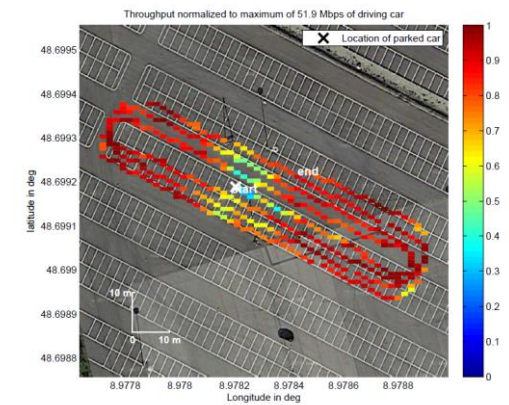 Throughput normalized to maximum of 51.9 Mbps of driving car
Location of parked car
48.6995
48.6994
48.6993
48.6992
48.6991
48.699
48.6989
48.6988
latitude in deg
end
start
10 m
0 10 m
8.9778 8.978 8.9782 8.9784 8.9786 8.9788
Longitude in deg
1
0.9
0.8
0.7
0.6
0.5
0.4
0.3
0.2
0.1
0